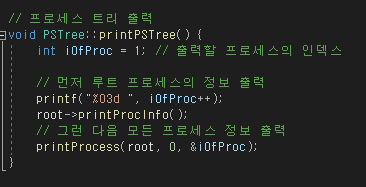 // 프로세스 트리 출력
void PSTree::printPSTree() {
int iOfProc = 1; // 출력할 프로세스의 인덱스
// 먼저 루트 프로세스의 정보 출력
printf("%03d ", iOfProc++);
root->printProcInfo();
// 그런 다음 모든 프로세스 정보 출력
printProcess(root, 0, &iOfProc);
}